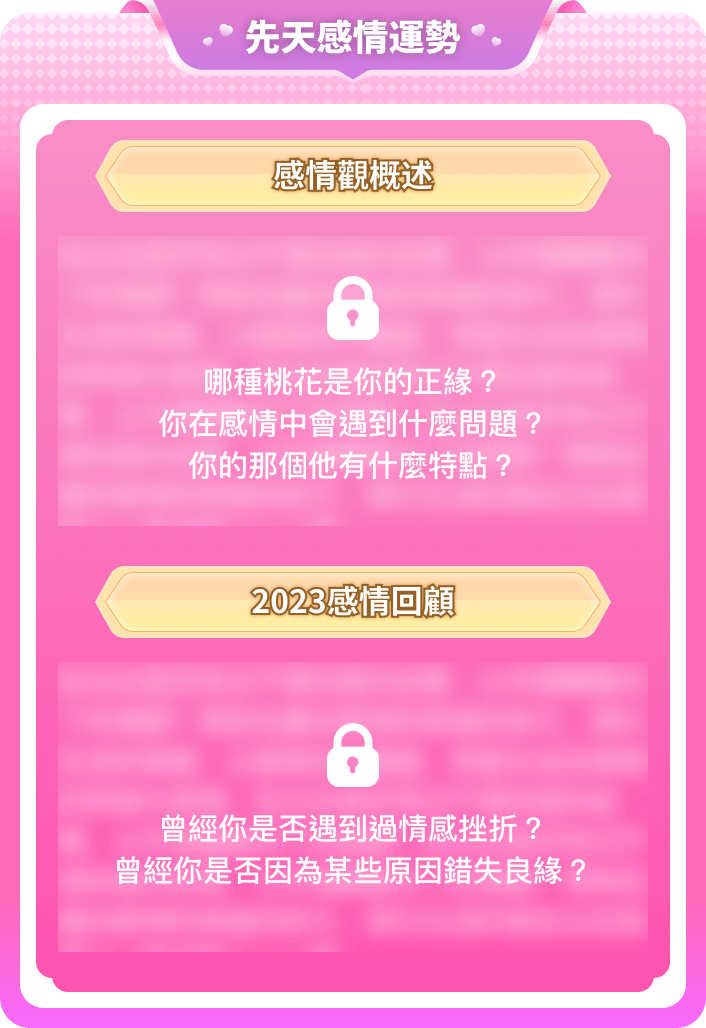 先天感情運勢
感情觀概述
哪種桃花是你的正緣？
你在感情中會遇到什麼問題？
你的那個他有什麼特點？
2023感情回顧
曾經你是否遇到過情感挫折？
曾經你是否因為某些原因錯失良緣？